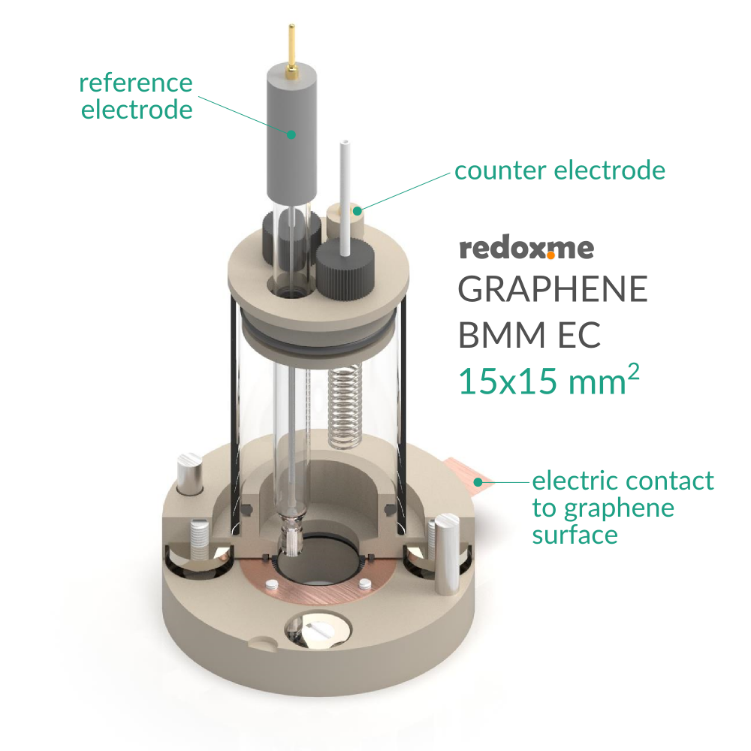 reference
electrode
counter electrode
redox.me
GRAPHENE
BMM EC
15x15 mm²
electric contact
to graphene
surface